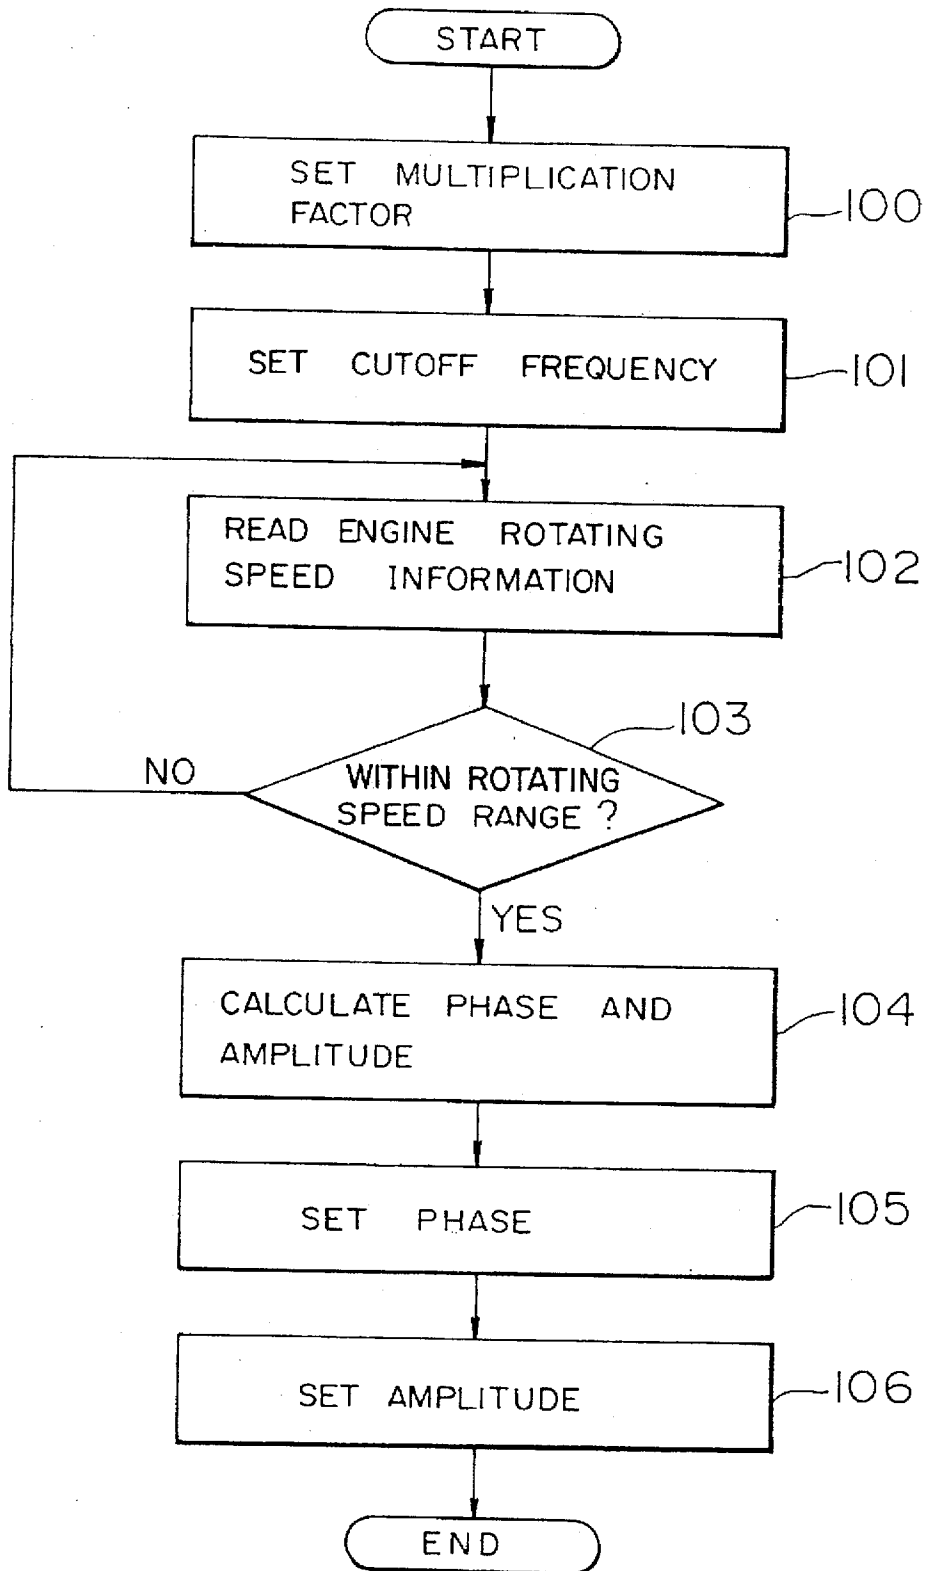 START
SET MULTIPLICATION
FACTOR
100
SET CUTOFF FREQUENCY
101
READ ENGINE ROTATING
SPEED INFORMATION
102
103
NO
WITHIN ROTATING
SPEED RANGE ?
YES
CALCULATE PHASE AND
AMPLITUDE
104
SET PHASE
105
SET AMPLITUDE
106
END